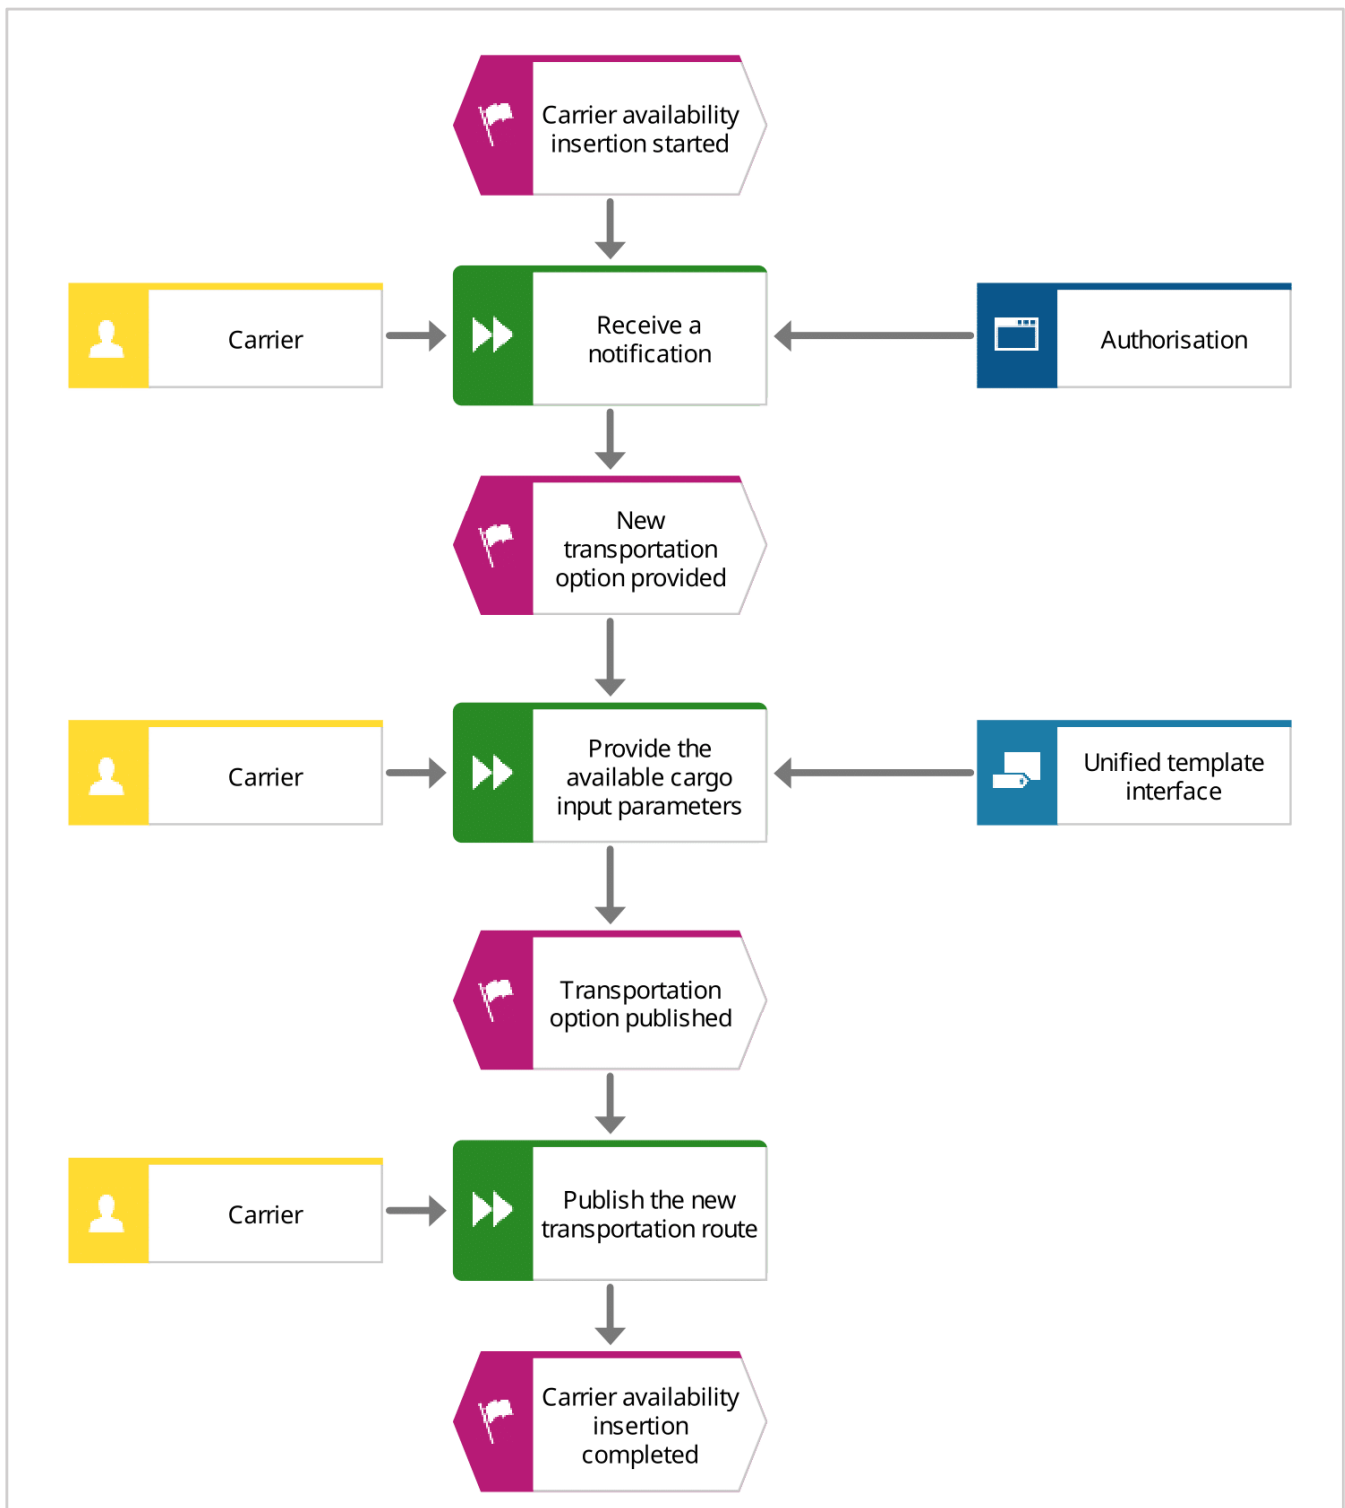 Carrier availability
insertion started
Carrier
Receive a
notification
Authorisation
New
transportation
option provided
Carrier
Provide the
available cargo
input parameters
Unified template
interface
Transportation
option published
Carrier
Publish the new
transportation route
Carrier availability
insertion
completed